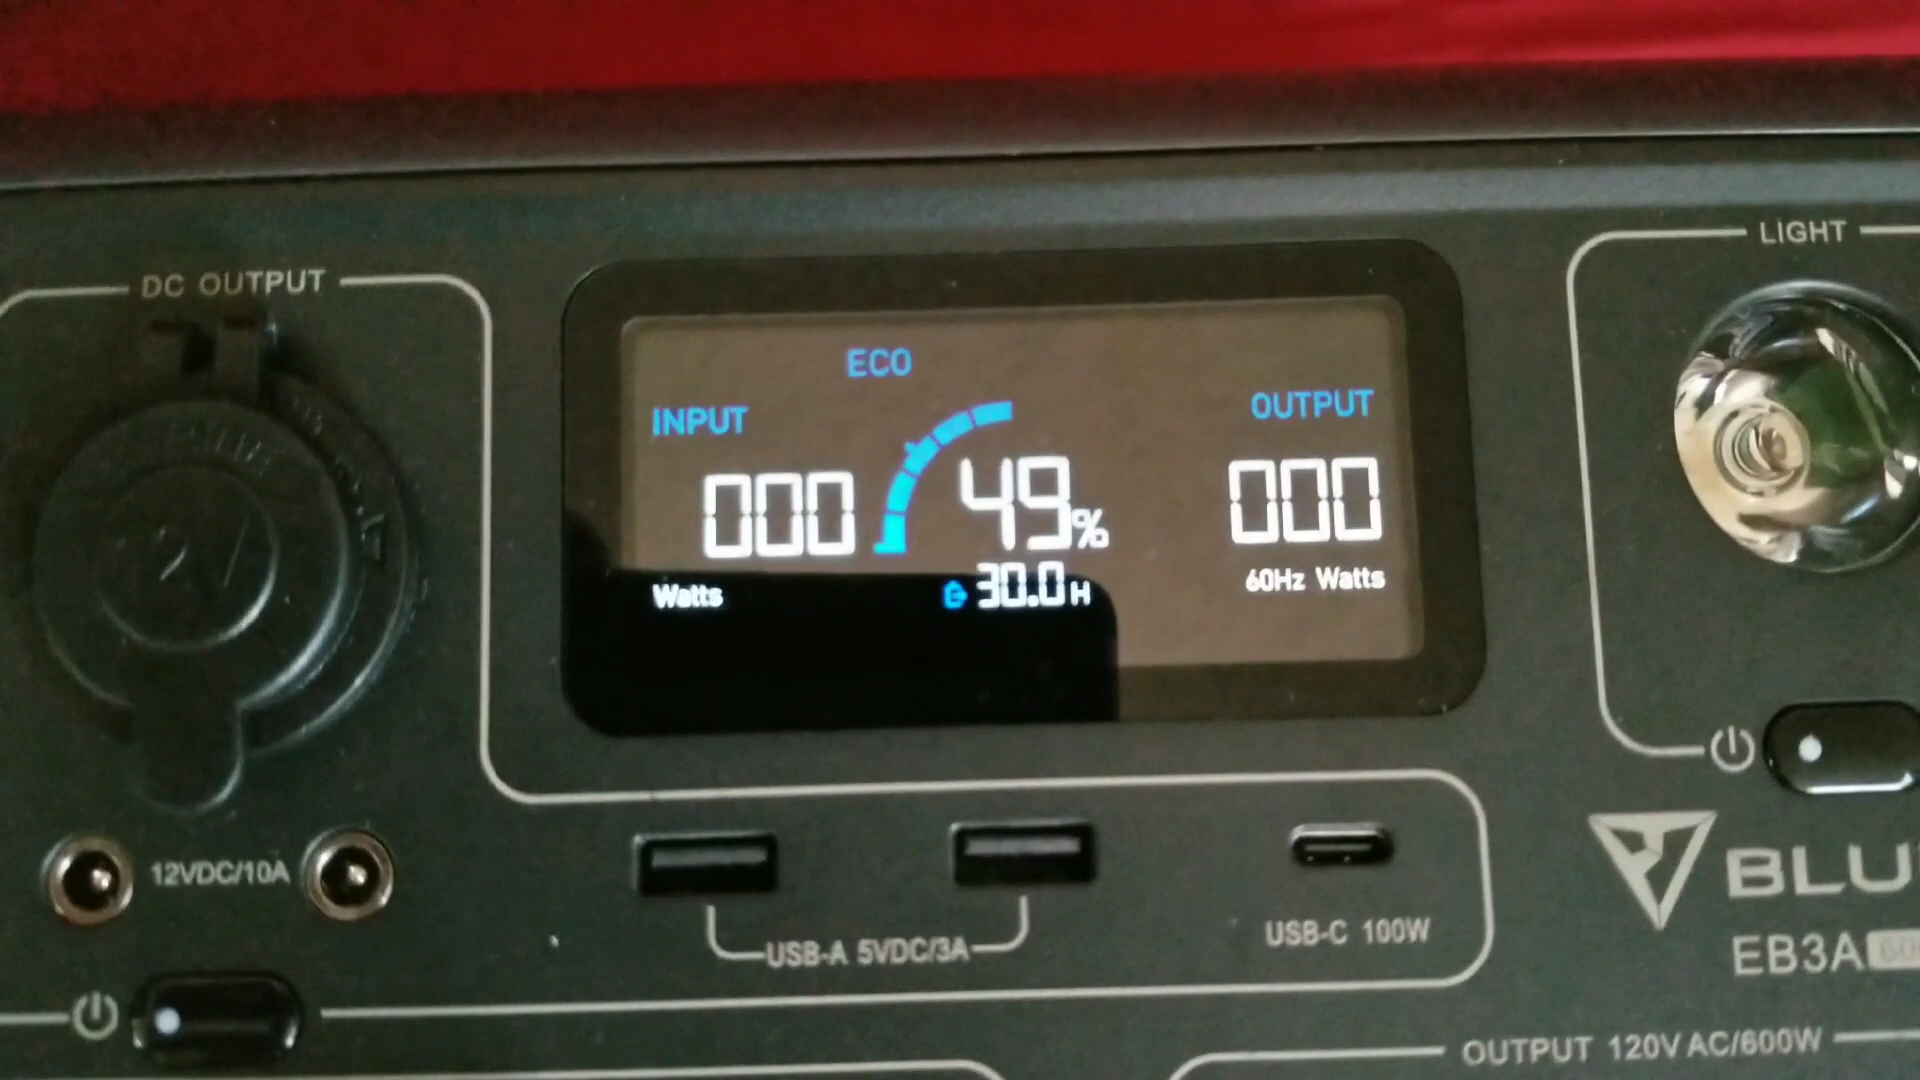 LIGHT
DC OUTPUT
ECO
INPUT
OUTPUT
000
49%
000
Watts
30.0H
60Hz Watts
12VDC/10A
USB-A 5VDC/3A
USB-C 100W
BLU
EB3A
OUTPUT 120V AC/600W